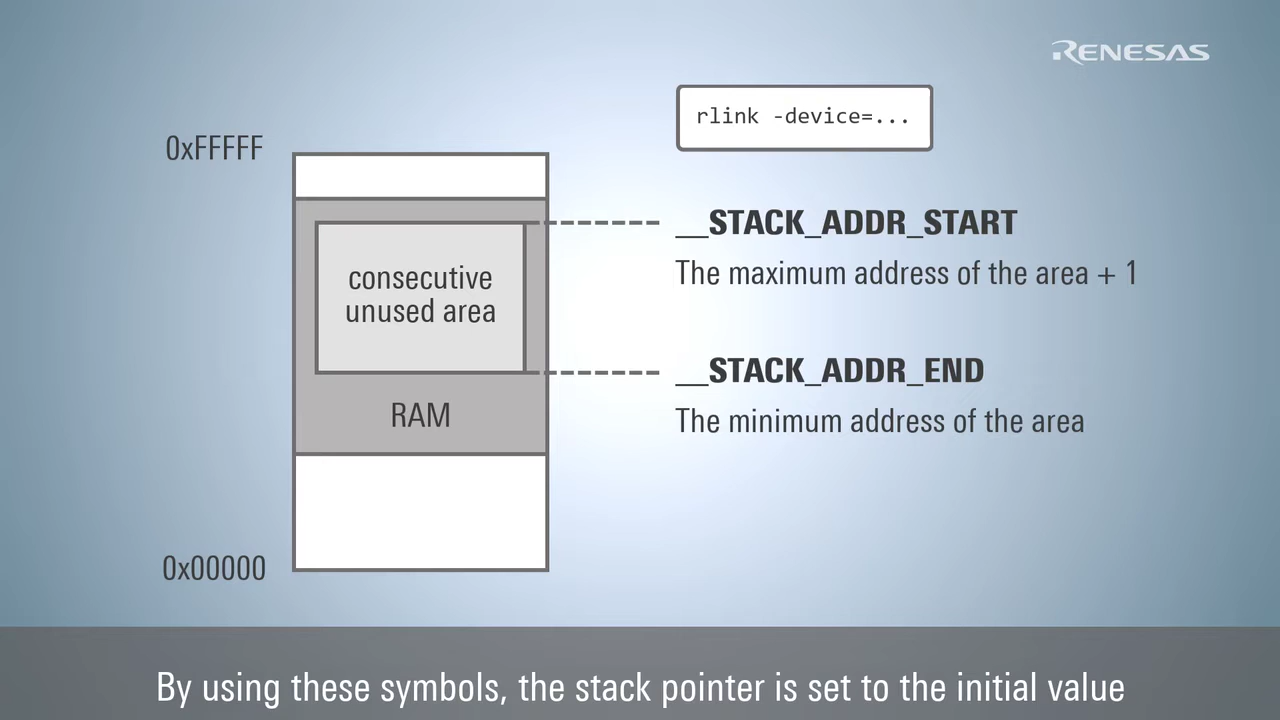 RENESAS
rlink -device=...
0xFFFFF
__STACK_ADDR_START
The maximum address of the area + 1
consecutive
unused area
__STACK_ADDR_END
The minimum address of the area
RAM
0x00000
By using these symbols, the stack pointer is set to the initial value